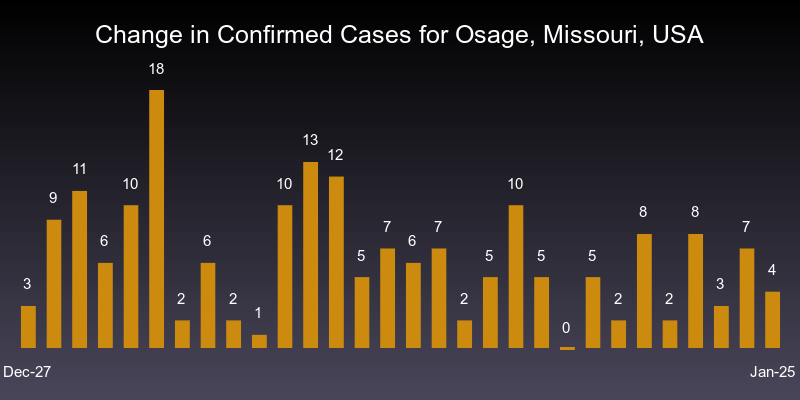 Change in Confirmed Cases for Osage, Missouri, USA
3 9 11 6 10 18 2 6 2 1 10 13 12 5 7 6 7 2 5 10 5 0 5 2 8 2 8 3 7 4
Dec-27 Jan-25